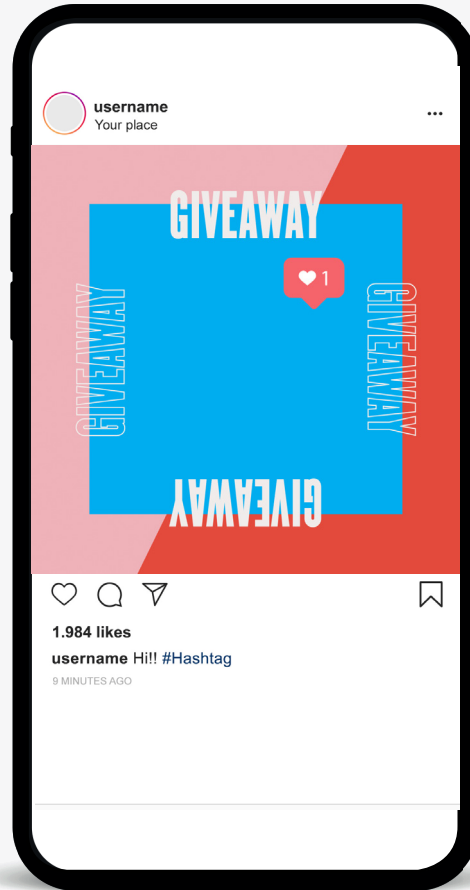 username
Your place
GIVEAWAY
1
GIVEAWAY
GIVEAWAY
GIVEAWAY
1.984 likes
username Hi!! #Hashtag
9 MINUTES AGO